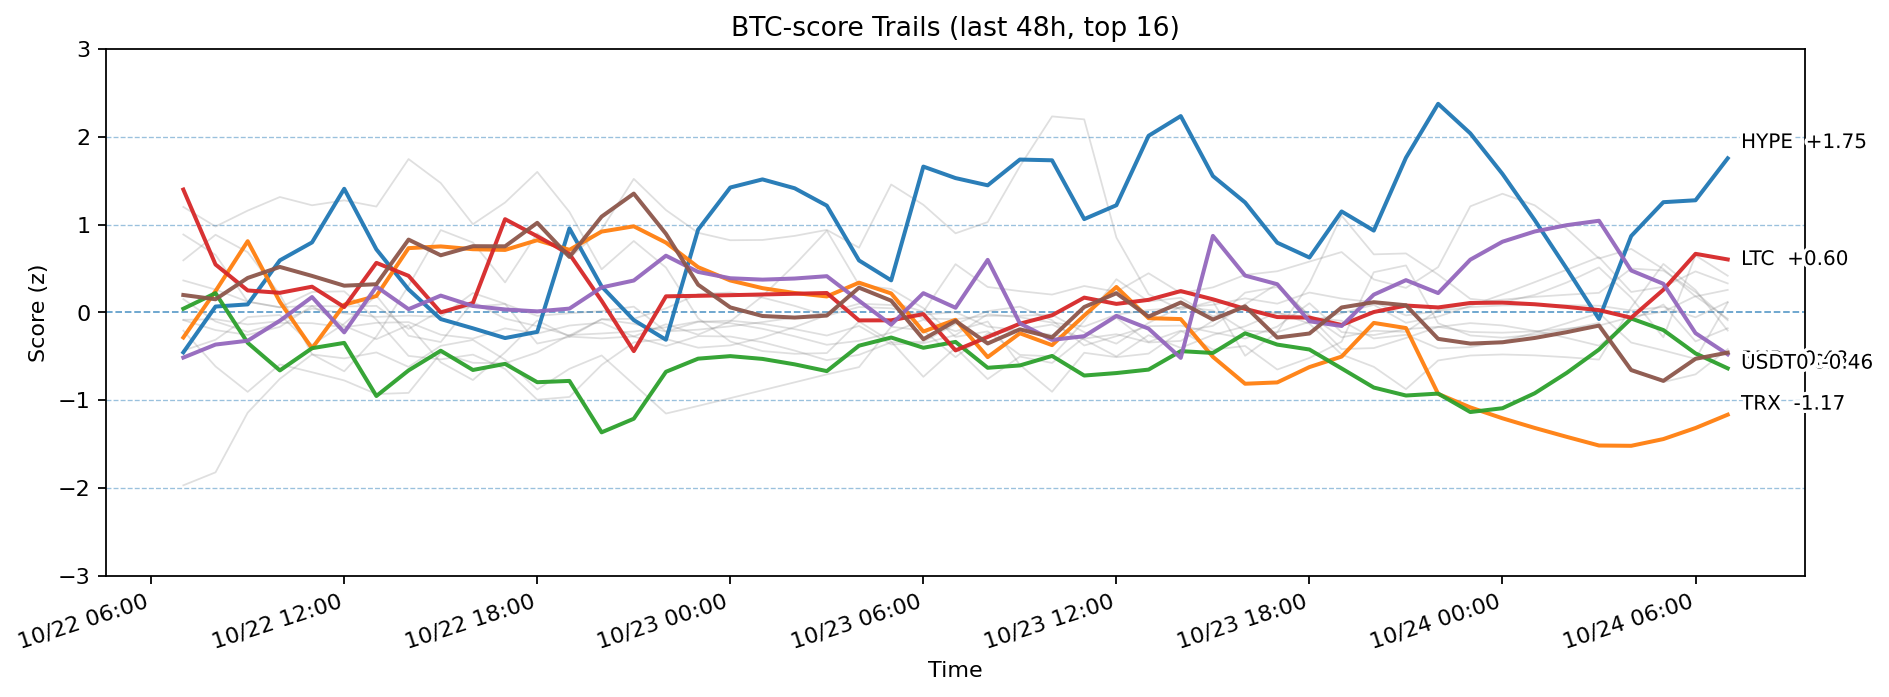 BTC-score Trails (last 48h, top 16)
Score (z)
3
2
1
0
−1
−2
−3
HYPE +1.75
LTC +0.60
USDT0 -0.46
TRX -1.17
10/22 06:00
10/22 12:00
10/22 18:00
10/23 00:00
10/23 06:00
10/23 12:00
10/23 18:00
10/24 00:00
10/24 06:00
Time